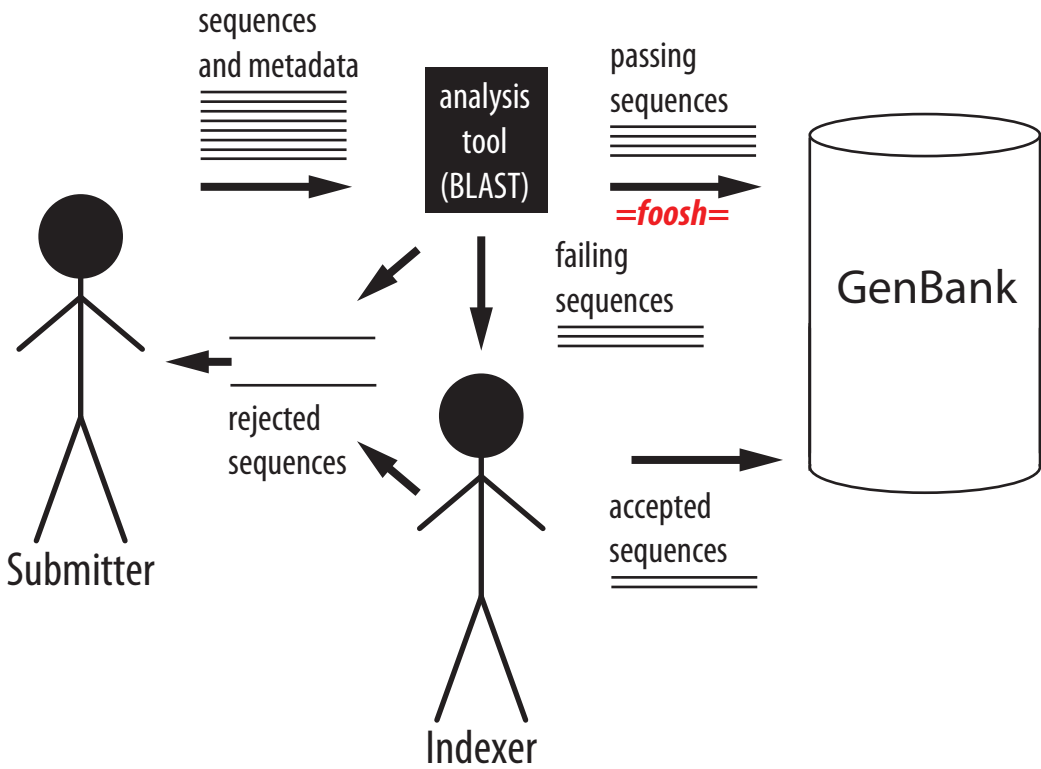 sequences
and metadata
analysis
tool
(BLAST)
passing
sequences
=foosh=
failing
sequences
GenBank
rejected
sequences
accepted
sequences
Submitter
Indexer